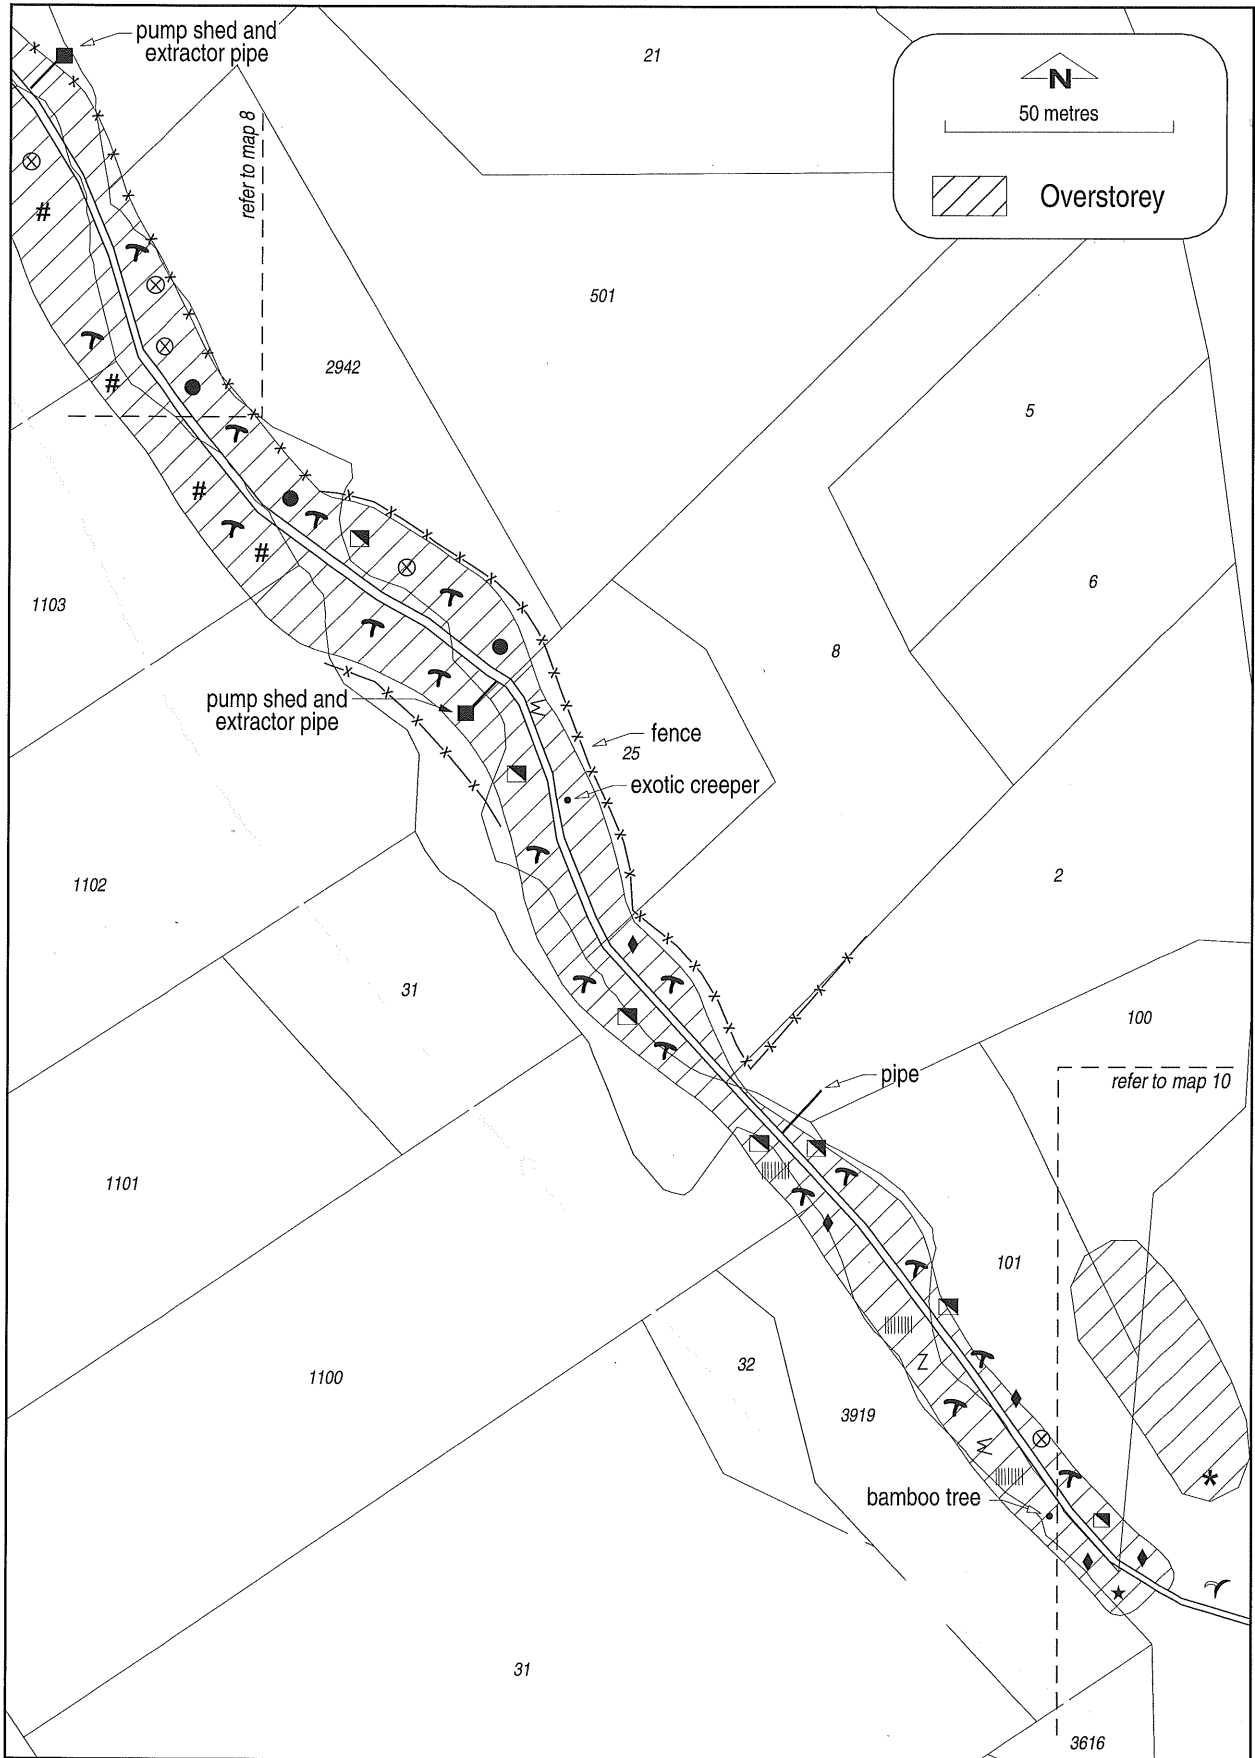 pump shed and
extractor pipe
21
N
50 metres
Overstorey
refer to map 8
501
2942
5
6
1103
8
pump shed and
extractor pipe
fence
25
exotic creeper
1102
2
31
100
pipe
refer to map 10
1101
101
32
1100
3919
bamboo tree
31
3616